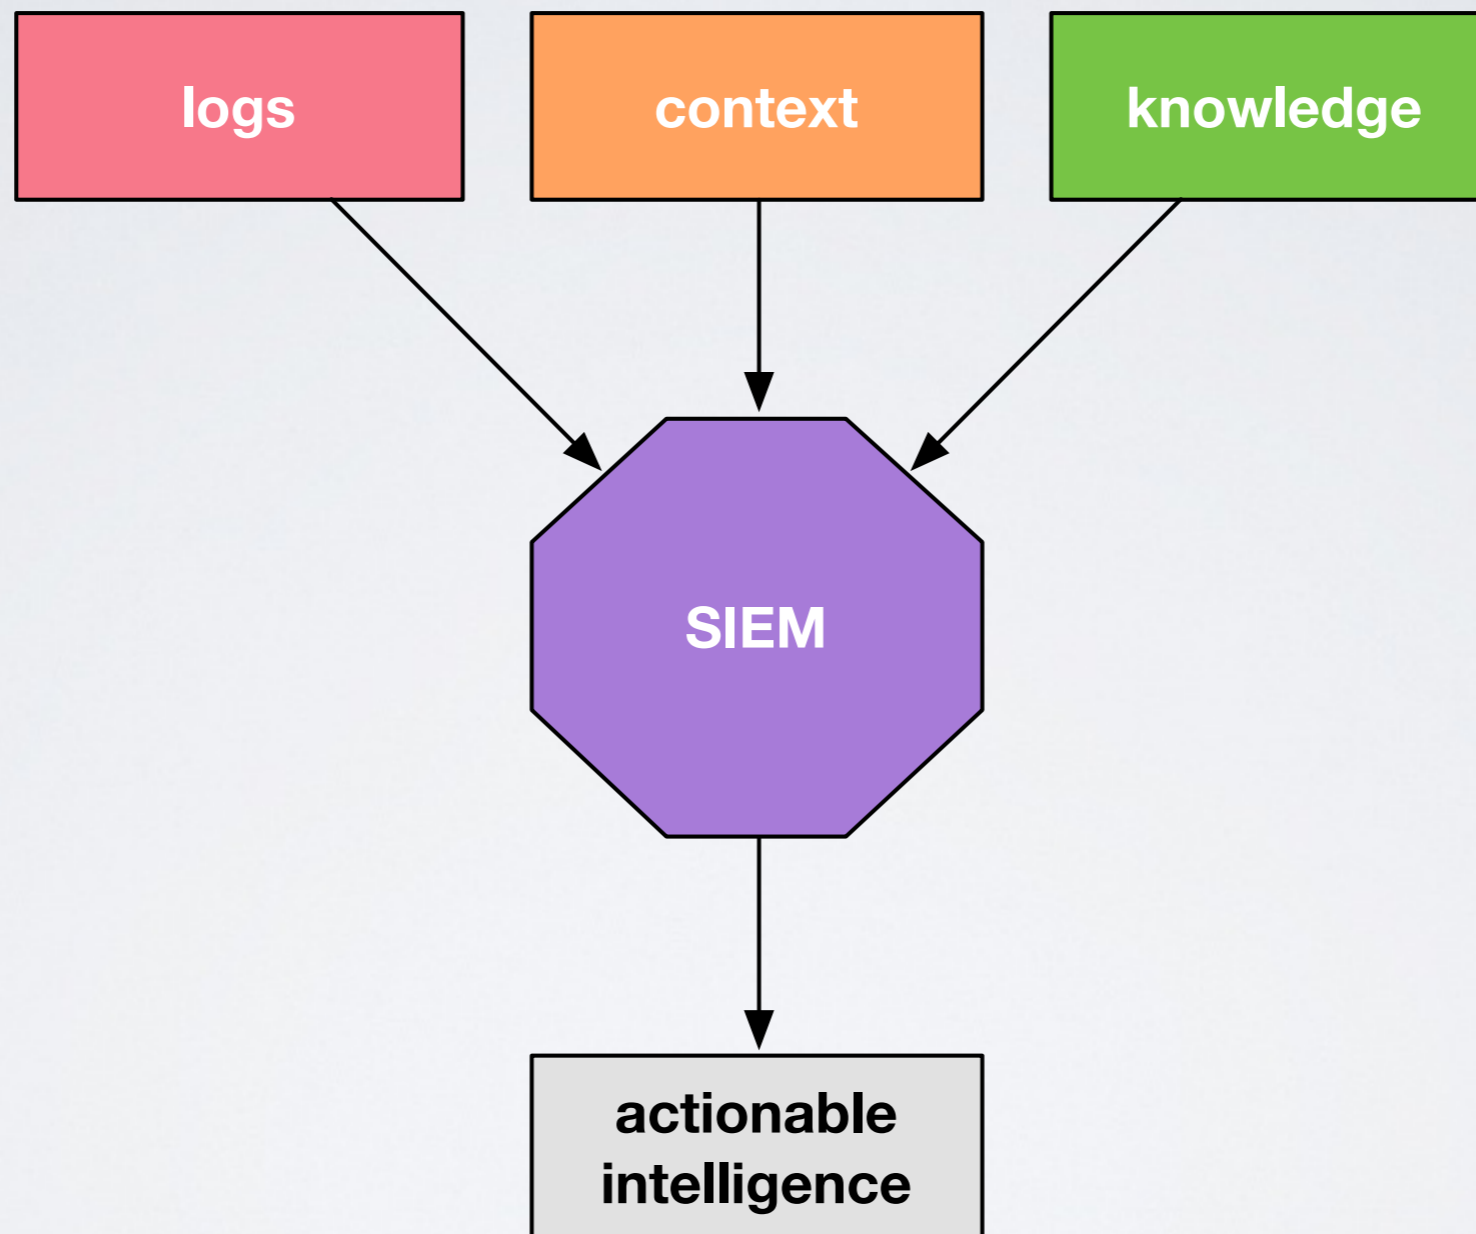 logs
context
knowledge
SIEM
actionable
intelligence